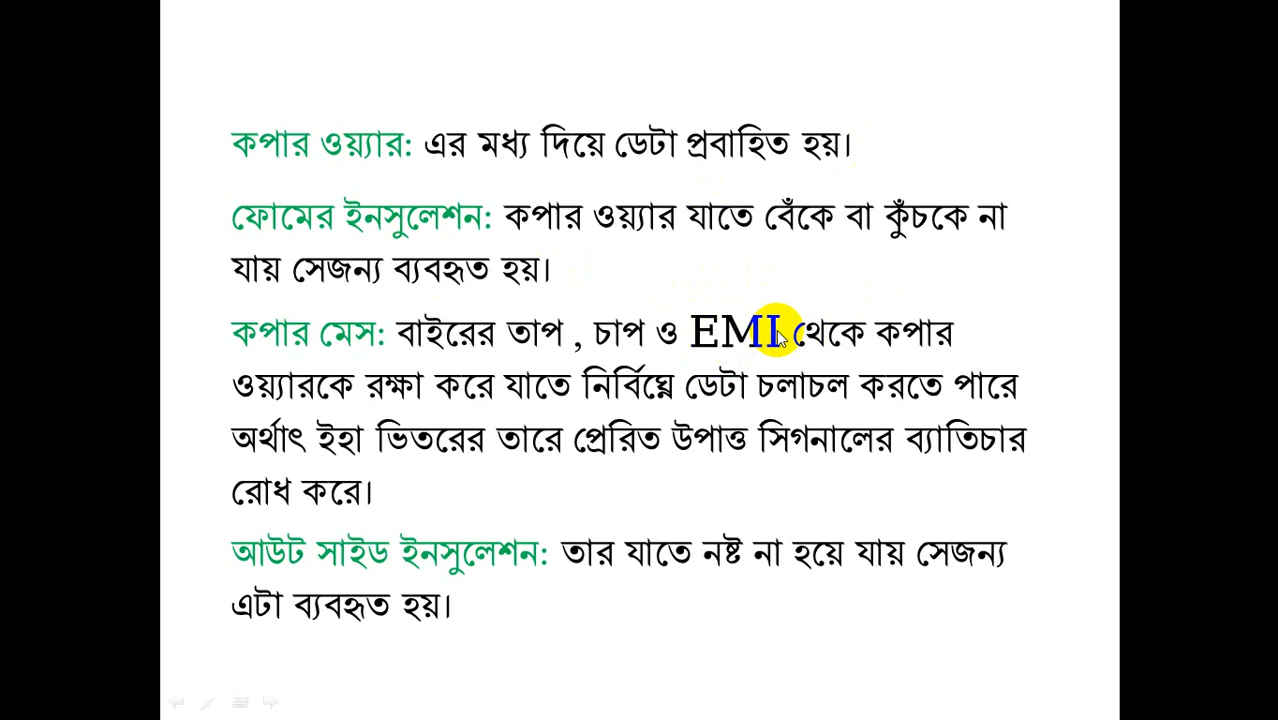 কপার ওয়্যার: এর মধ্য দিয়ে ডেটা প্রবাহিত হয়।
ফোমের ইনসুলেশন: কপার ওয়্যার যাতে বেঁকে বা কুঁচকে না
যায় সেজন্য ব্যবহৃত হয়।
কপার মেস: বাইরের তাপ , চাপ ও EMI থেকে কপার
ওয়্যারকে রক্ষা করে যাতে নির্বিঘ্নে ডেটা চলাচল করতে পারে
অর্থাৎ ইহা ভিতরের তারে প্রেরিত উপাত্ত সিগনালের ব্যাতিচার
রোধ করে।
আউট সাইড ইনসুলেশন: তার যাতে নষ্ট না হয়ে যায় সেজন্য
এটা ব্যবহৃত হয়।